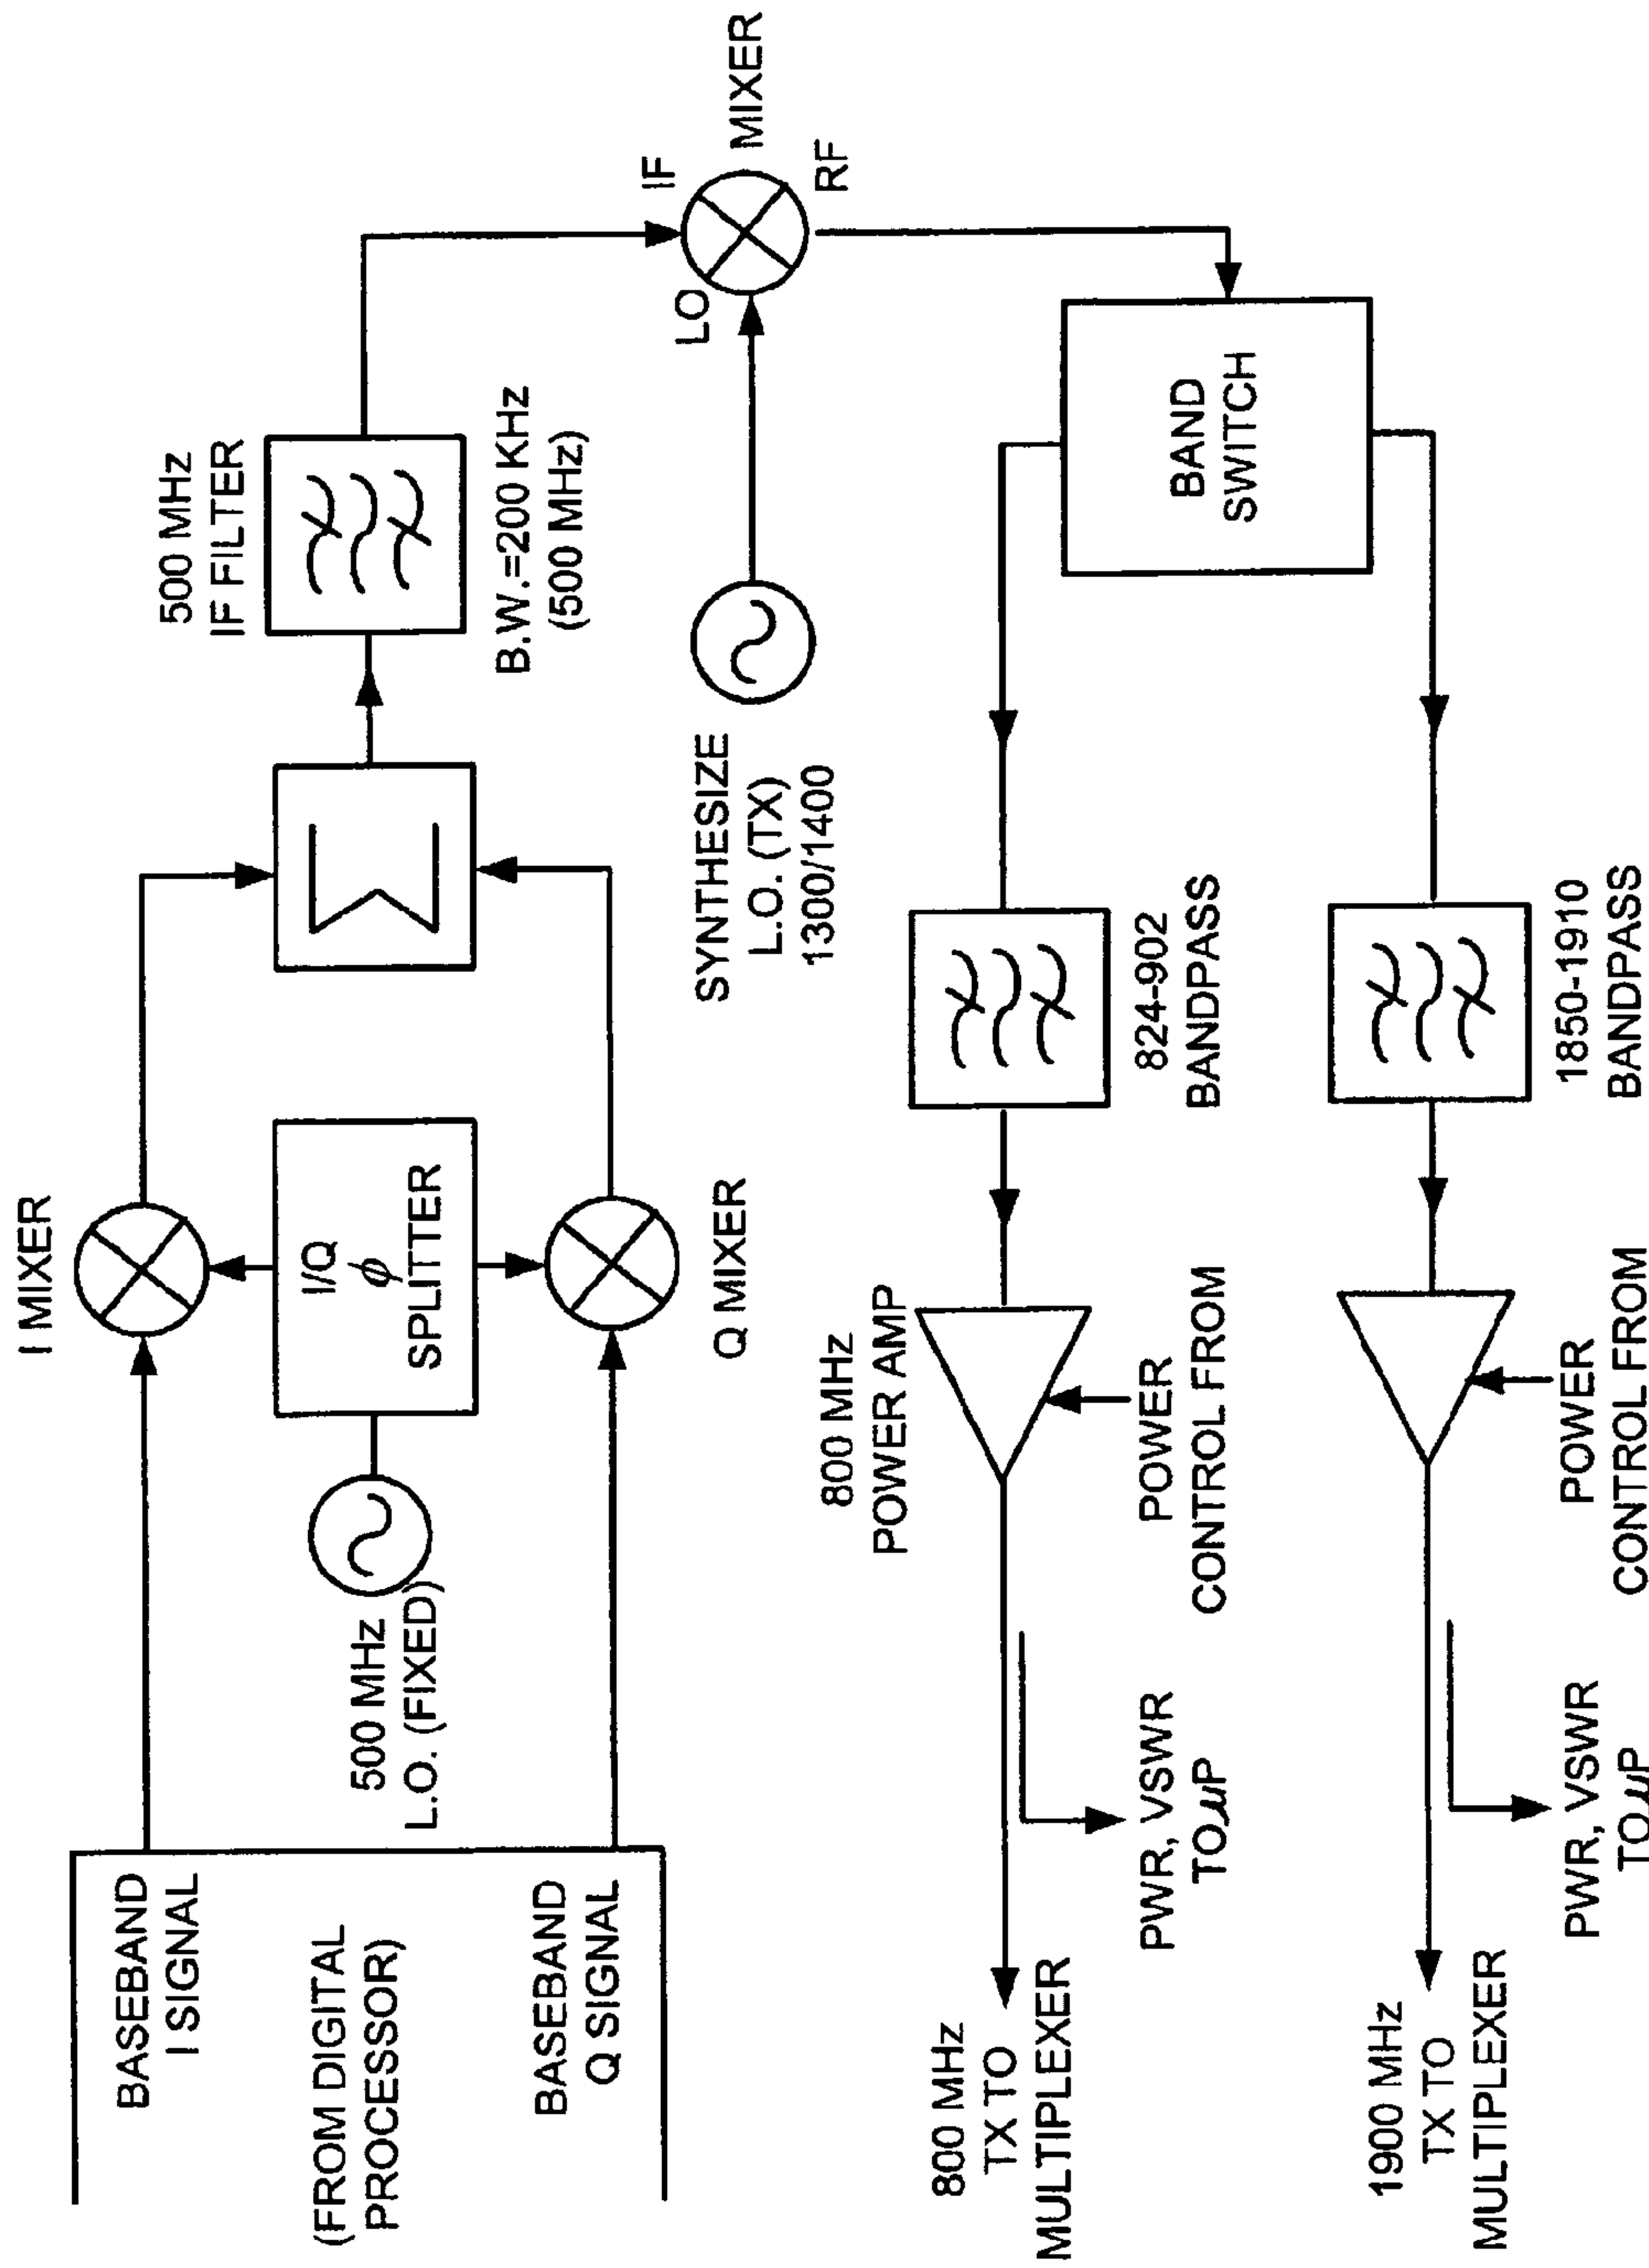 BASEBAND
I SIGNAL
(FROM DIGITAL
PROCESSOR)
BASEBAND
Q SIGNAL
I MIXER
500 MHz
L.O. (FIXED)
I/Q
ϕ
SPLITTER
Q MIXER
Σ
500 MHz
IF FILTER
B.W.=200 KHz
(500 MHz)
IF
LO
MIXER
RF
SYNTHESIZE
L.O. (TX)
1300/1400
BAND
SWITCH
824-902
BANDPASS
800 MHz
POWER AMP
POWER
CONTROL FROM
PWR, VSWR
TO μP
800 MHz
TX TO
MULTIPLEXER
1850-1910
BANDPASS
POWER
CONTROL FROM
PWR, VSWR
TO μP
1900 MHz
TX TO
MULTIPLEXER